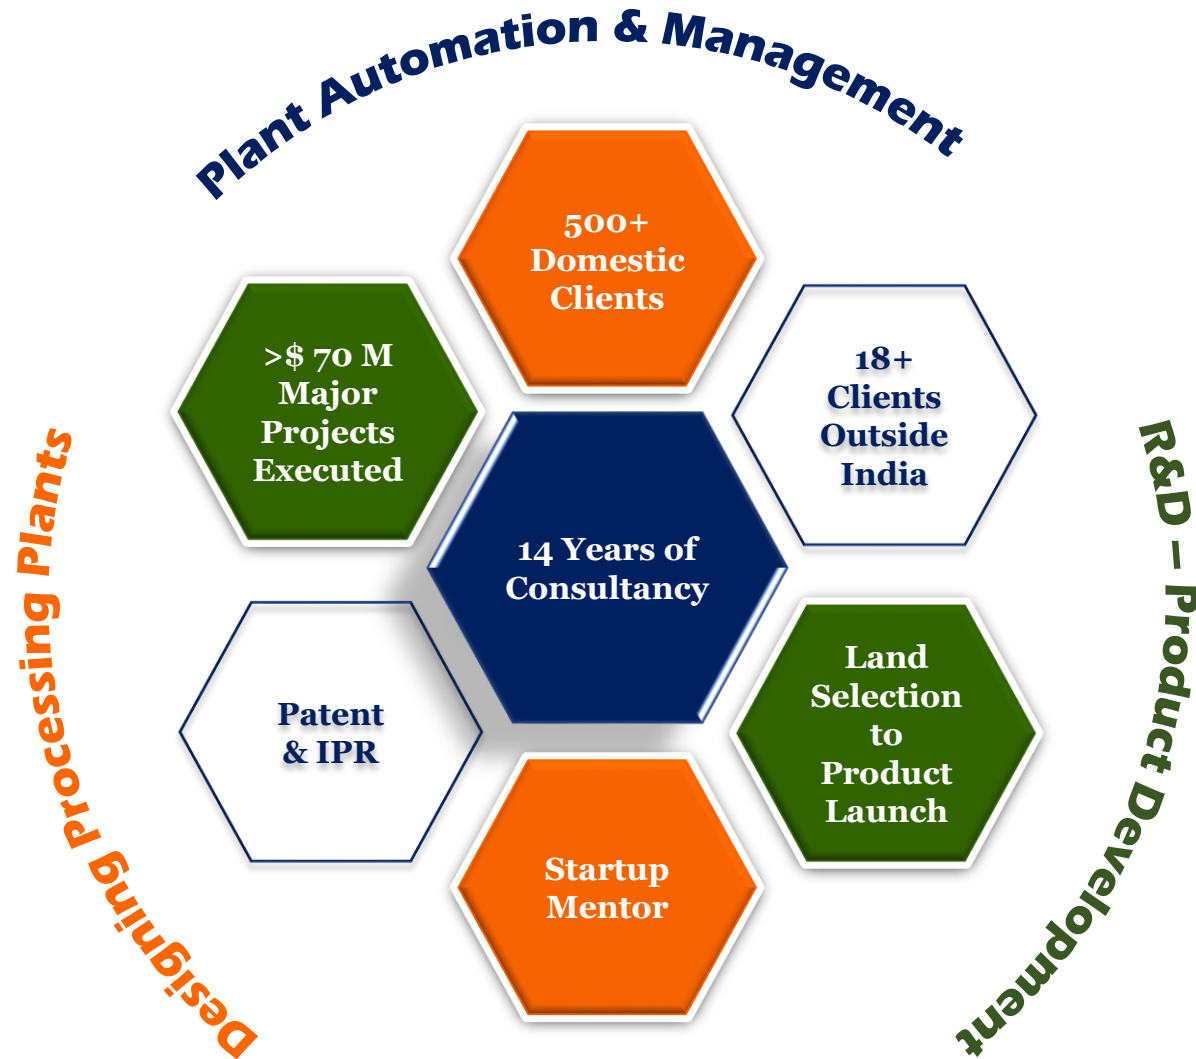 Plant Automation & Management
500+
Domestic
Clients
>$ 70 M
Major
Projects
Executed
18+
Clients
Outside
India
14 Years of
Consultancy
Patent
& IPR
Land
Selection
to
Product
Launch
Startup
Mentor
Designing Processing Plants
R&D – Product Development